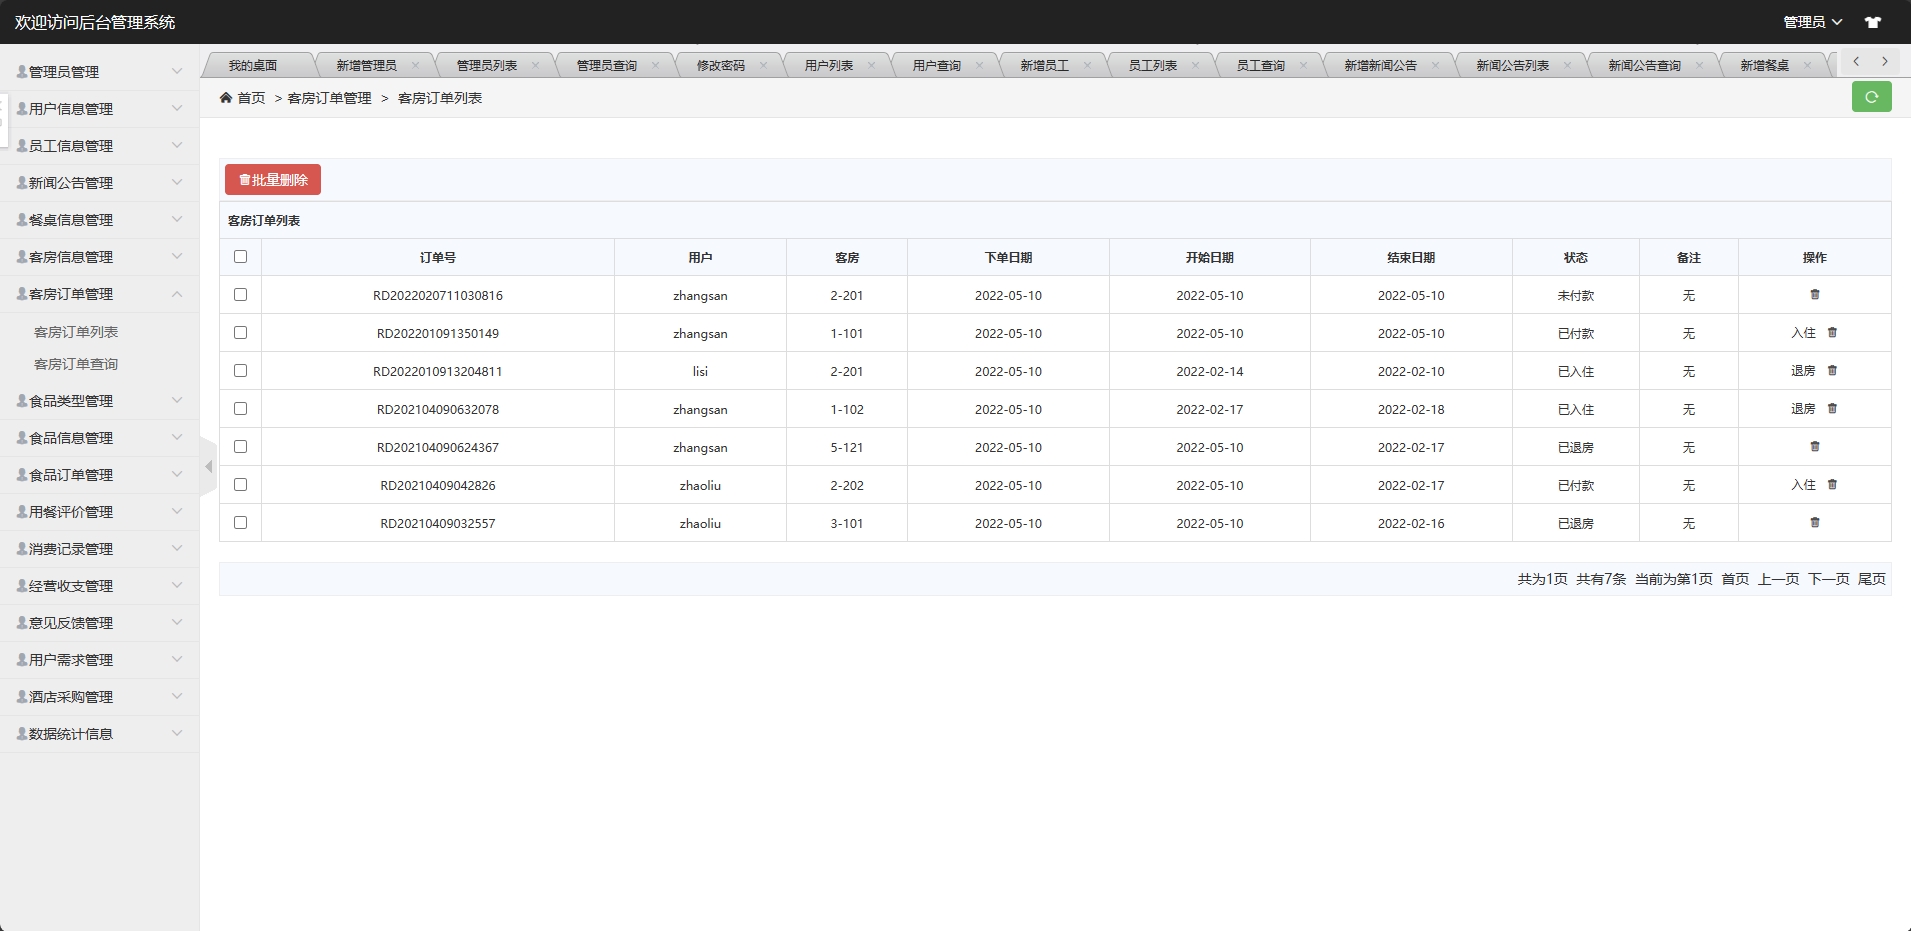 欢迎访问后台管理系统 管理员
我的桌面 新增管理员 管理员列表 管理员查询 修改密码 用户列表 用户查询 新增员工 员工列表 员工查询 新增新闻公告 新闻公告列表 新闻公告查询 新增餐桌
首页 > 客房订单管理 > 客房订单列表
管理员管理
用户信息管理
员工信息管理
新闻公告管理
餐桌信息管理
客房信息管理
客房订单管理
客房订单列表
客房订单查询
食品类型管理
食品信息管理
食品订单管理
用餐评价管理
消费记录管理
经营收支管理
意见反馈管理
用户需求管理
酒店采购管理
数据统计信息
批量删除
客房订单列表
订单号 用户 客房 下单日期 开始日期 结束日期 状态 备注 操作
RD2022020711030816 zhangsan 2-201 2022-05-10 2022-05-10 2022-05-10 未付款 无
RD202201091350149 zhangsan 1-101 2022-05-10 2022-05-10 2022-05-10 已付款 无 入住
RD2022010913204811 lisi 2-201 2022-05-10 2022-02-14 2022-02-10 已入住 无 退房
RD202104090632078 zhangsan 1-102 2022-05-10 2022-02-17 2022-02-18 已入住 无 退房
RD202104090624367 zhangsan 5-121 2022-05-10 2022-05-10 2022-02-17 已退房 无
RD20210409042826 zhaoliu 2-202 2022-05-10 2022-05-10 2022-02-17 已付款 无 入住
RD20210409032557 zhaoliu 3-101 2022-05-10 2022-05-10 2022-02-16 已退房 无
共为1页 共有7条 当前为第1页 首页 上一页 下一页 尾页